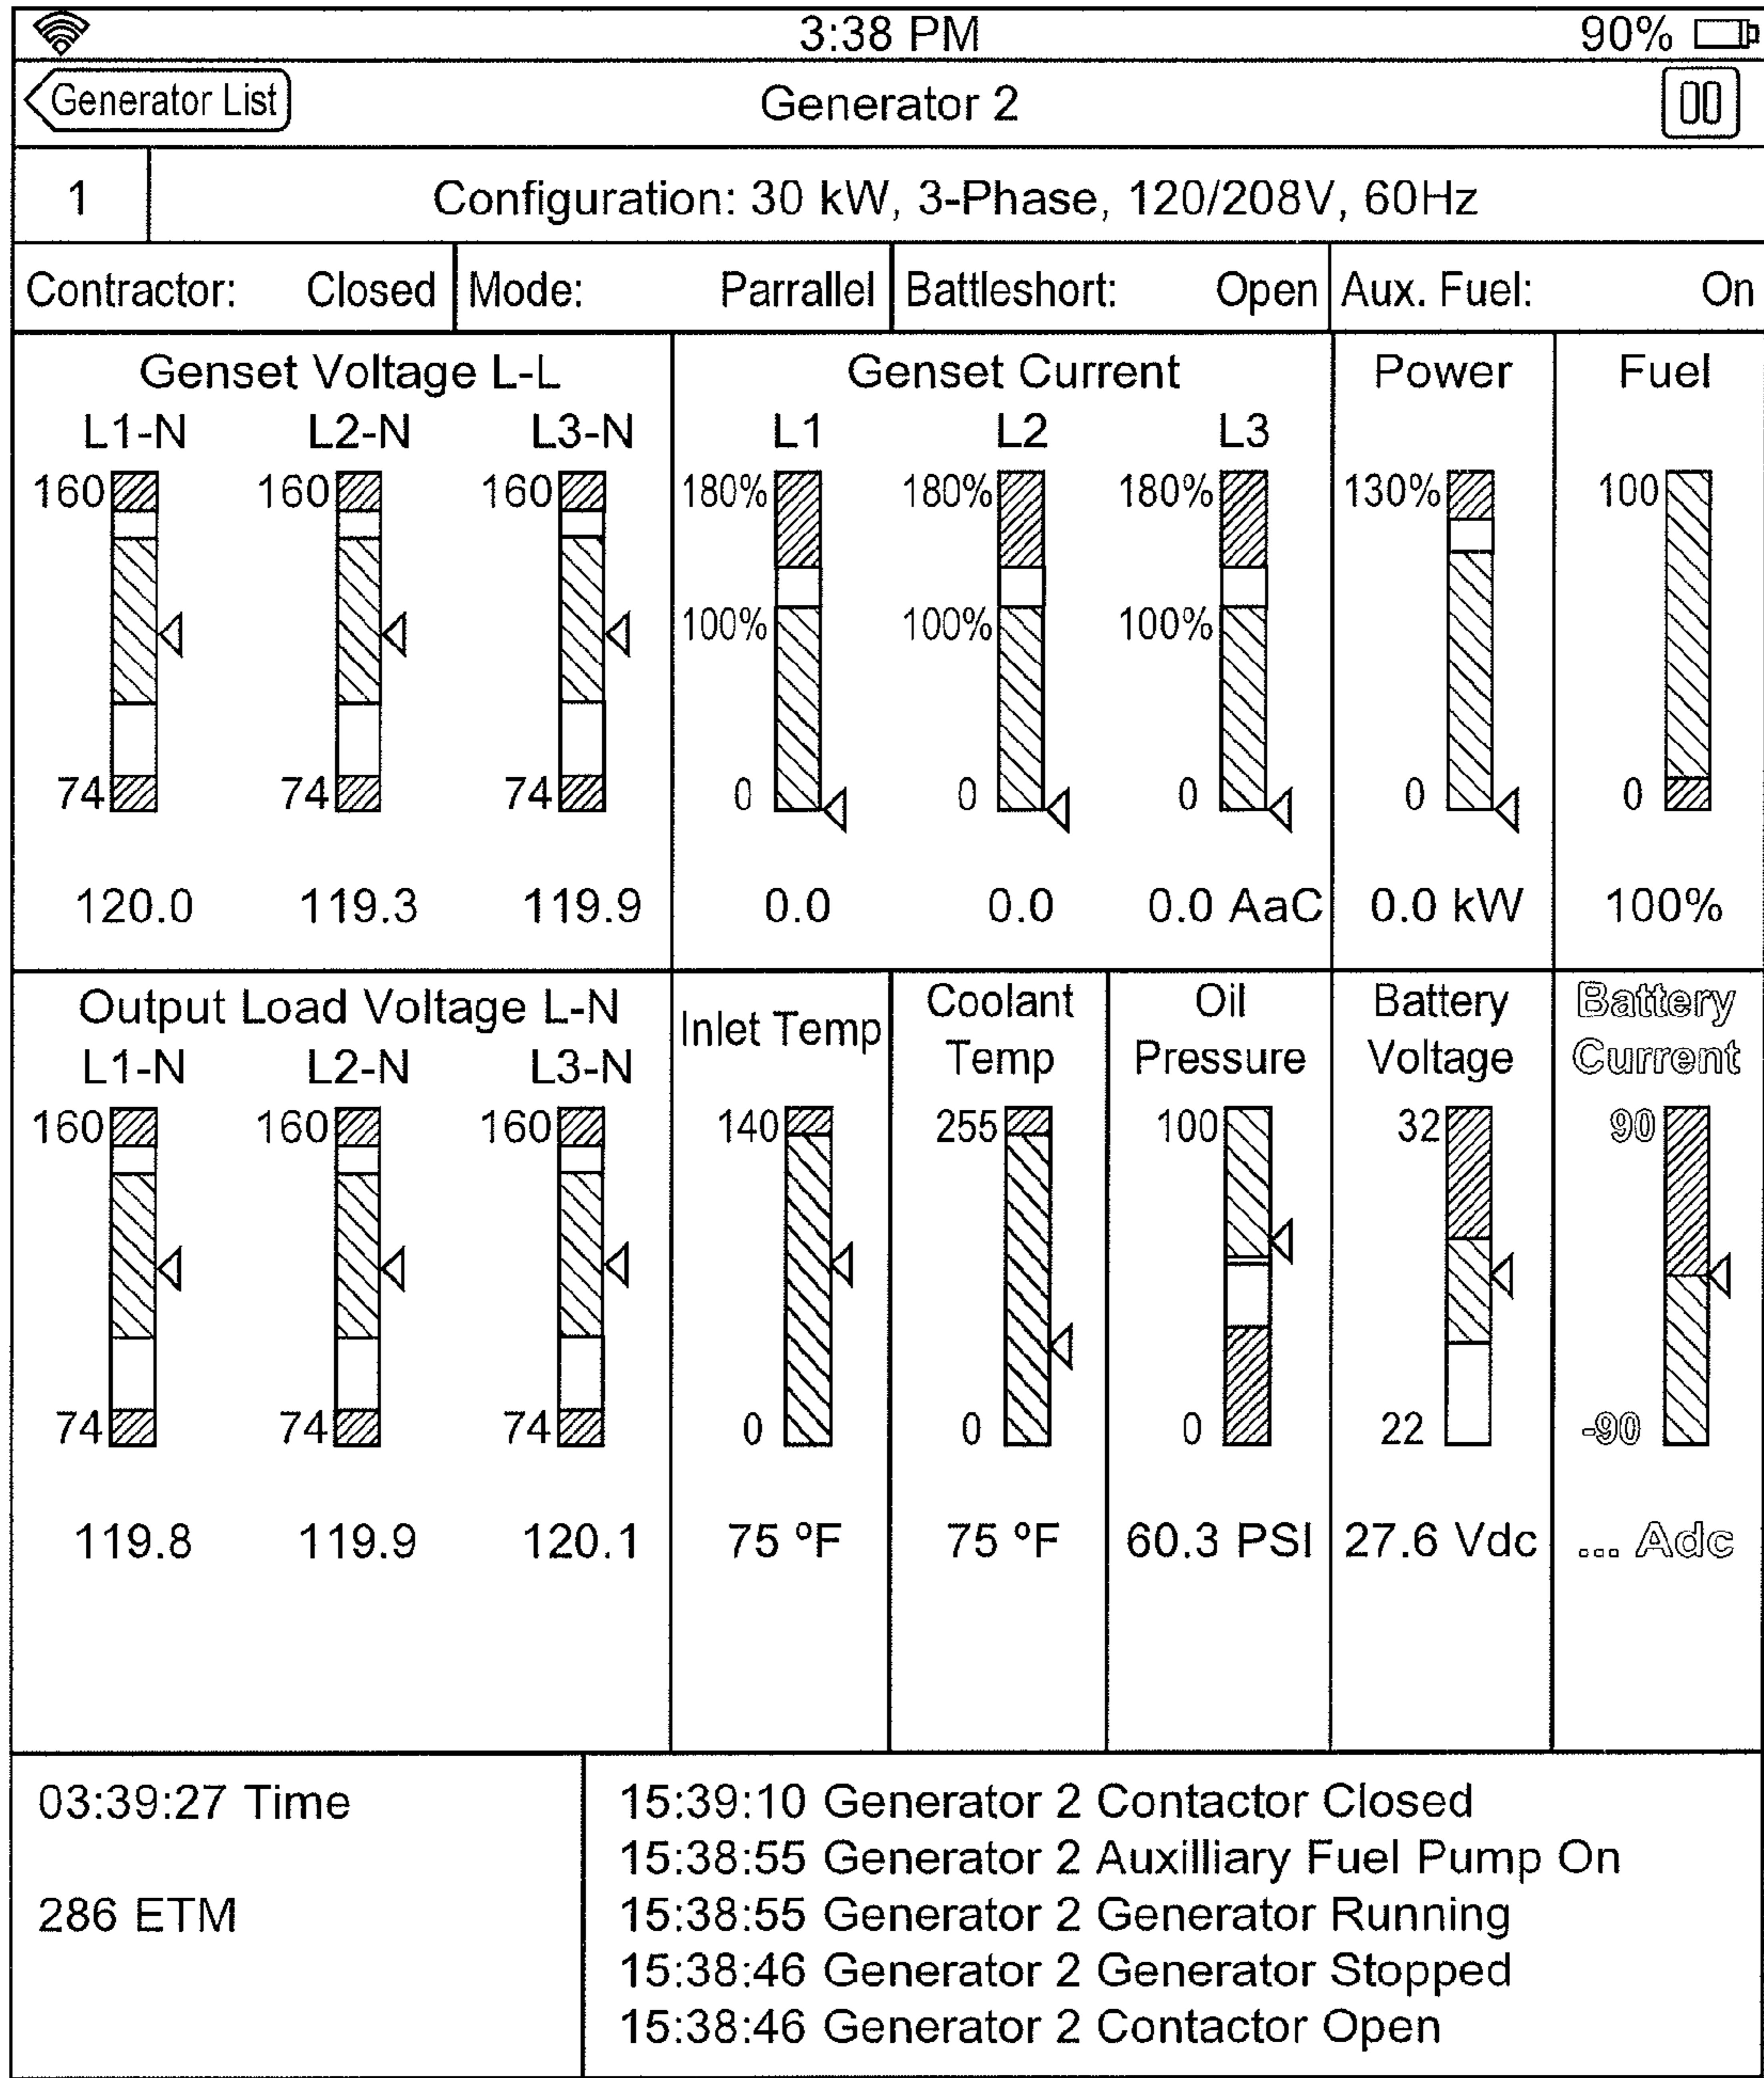 3:38 PM 90%
Generator List Generator 2
1 Configuration: 30 kW, 3-Phase, 120/208V, 60Hz
Contractor: Closed Mode: Parrallel Battleshort: Open Aux. Fuel: On
Genset Voltage L-L Genset Current Power Fuel
L1-N L2-N L3-N L1 L2 L3
160 160 160 180% 180% 180% 130% 100
100% 100% 100%
74 74 74 0 0 0 0 0
120.0 119.3 119.9 0.0 0.0 0.0 AaC 0.0 kW 100%
Output Load Voltage L-N
L1-N L2-N L3-N
160 160 160
74 74 74
119.8 119.9 120.1
Inlet Temp
140
0
75 ºF
Coolant
Temp
255
0
75 ºF
Oil
Pressure
100
0
60.3 PSI
Battery
Voltage
32
22
27.6 Vdc
Battery
Current
90
-90
... Adc
03:39:27 Time
286 ETM
15:39:10 Generator 2 Contactor Closed
15:38:55 Generator 2 Auxilliary Fuel Pump On
15:38:55 Generator 2 Generator Running
15:38:46 Generator 2 Generator Stopped
15:38:46 Generator 2 Contactor Open